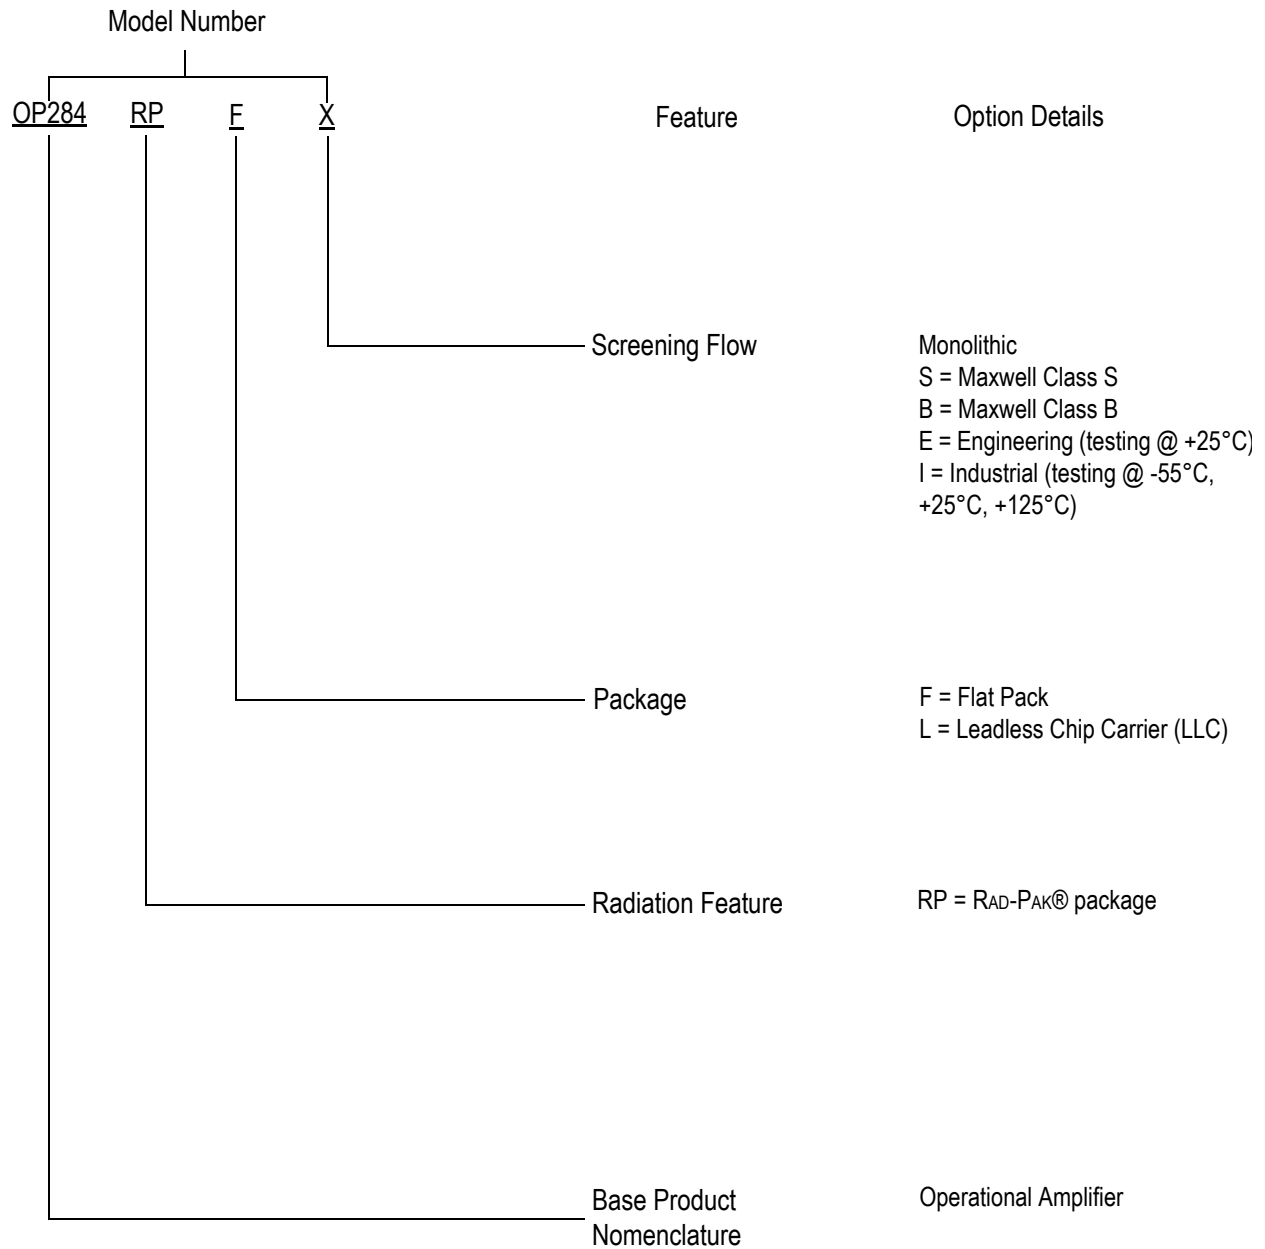 Model Number
OP284 RP F X Feature Option Details
Screening Flow
Monolithic
S = Maxwell Class S
B = Maxwell Class B
E = Engineering (testing @ +25°C)
I = Industrial (testing @ -55°C,
+25°C, +125°C)
Package
F = Flat Pack
L = Leadless Chip Carrier (LLC)
Radiation Feature
RP = RAD-PAK® package
Base Product
Nomenclature
Operational Amplifier